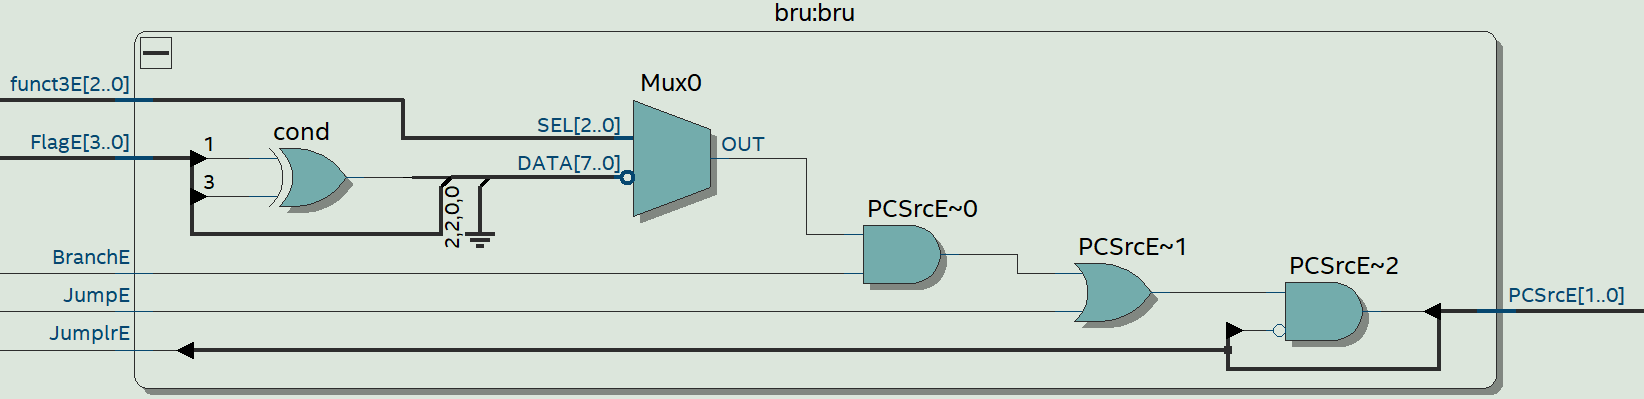 bru:bru
funct3E[2..0]
FlagE[3..0]
1
3
cond
2,2,0,0
SEL[2..0]
DATA[7..0]
Mux0
OUT
BranchE
JumpE
JumplrE
PCSrcE~0
PCSrcE~1
PCSrcE~2
PCSrcE[1..0]